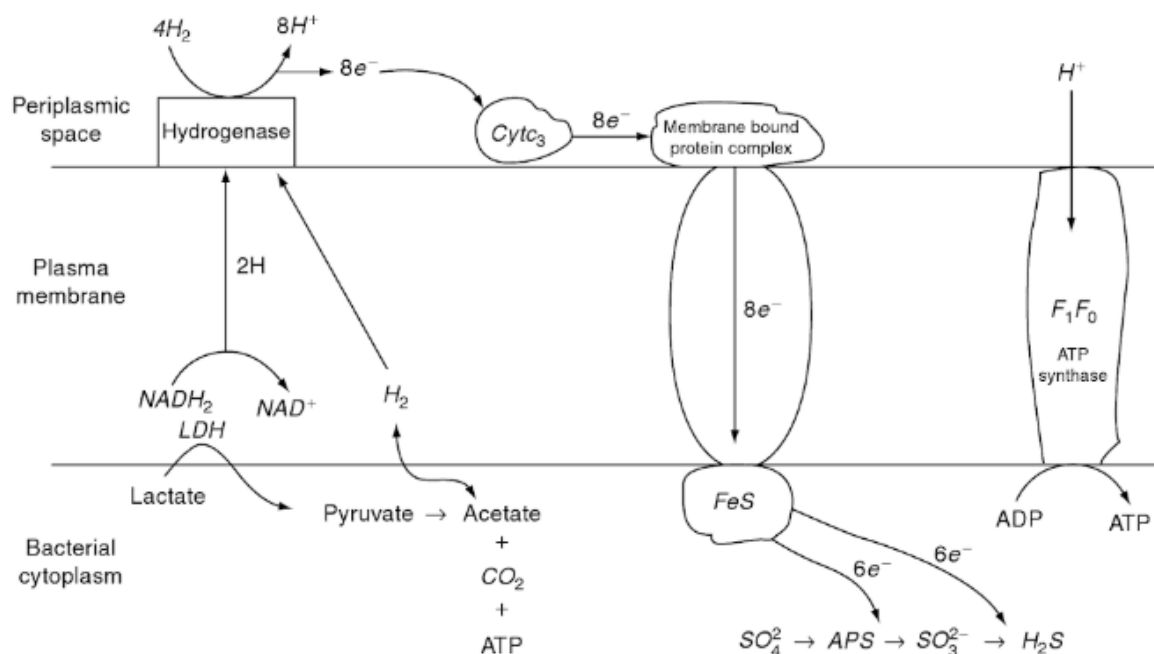 4H₂
8H⁺
8e⁻
H⁺
Periplasmic
space
Hydrogenase
Cytc₃
8e⁻
Membrane bound
protein complex
Plasma
membrane
2H
8e⁻
F₁F₀
ATP
synthase
NADH₂
NAD⁺
H₂
LDH
Lactate
Pyruvate → Acetate
+
CO₂
+
ATP
FeS
ADP
ATP
Bacterial
cytoplasm
6e⁻
6e⁻
SO₄² → APS → SO₃²⁻ → H₂S